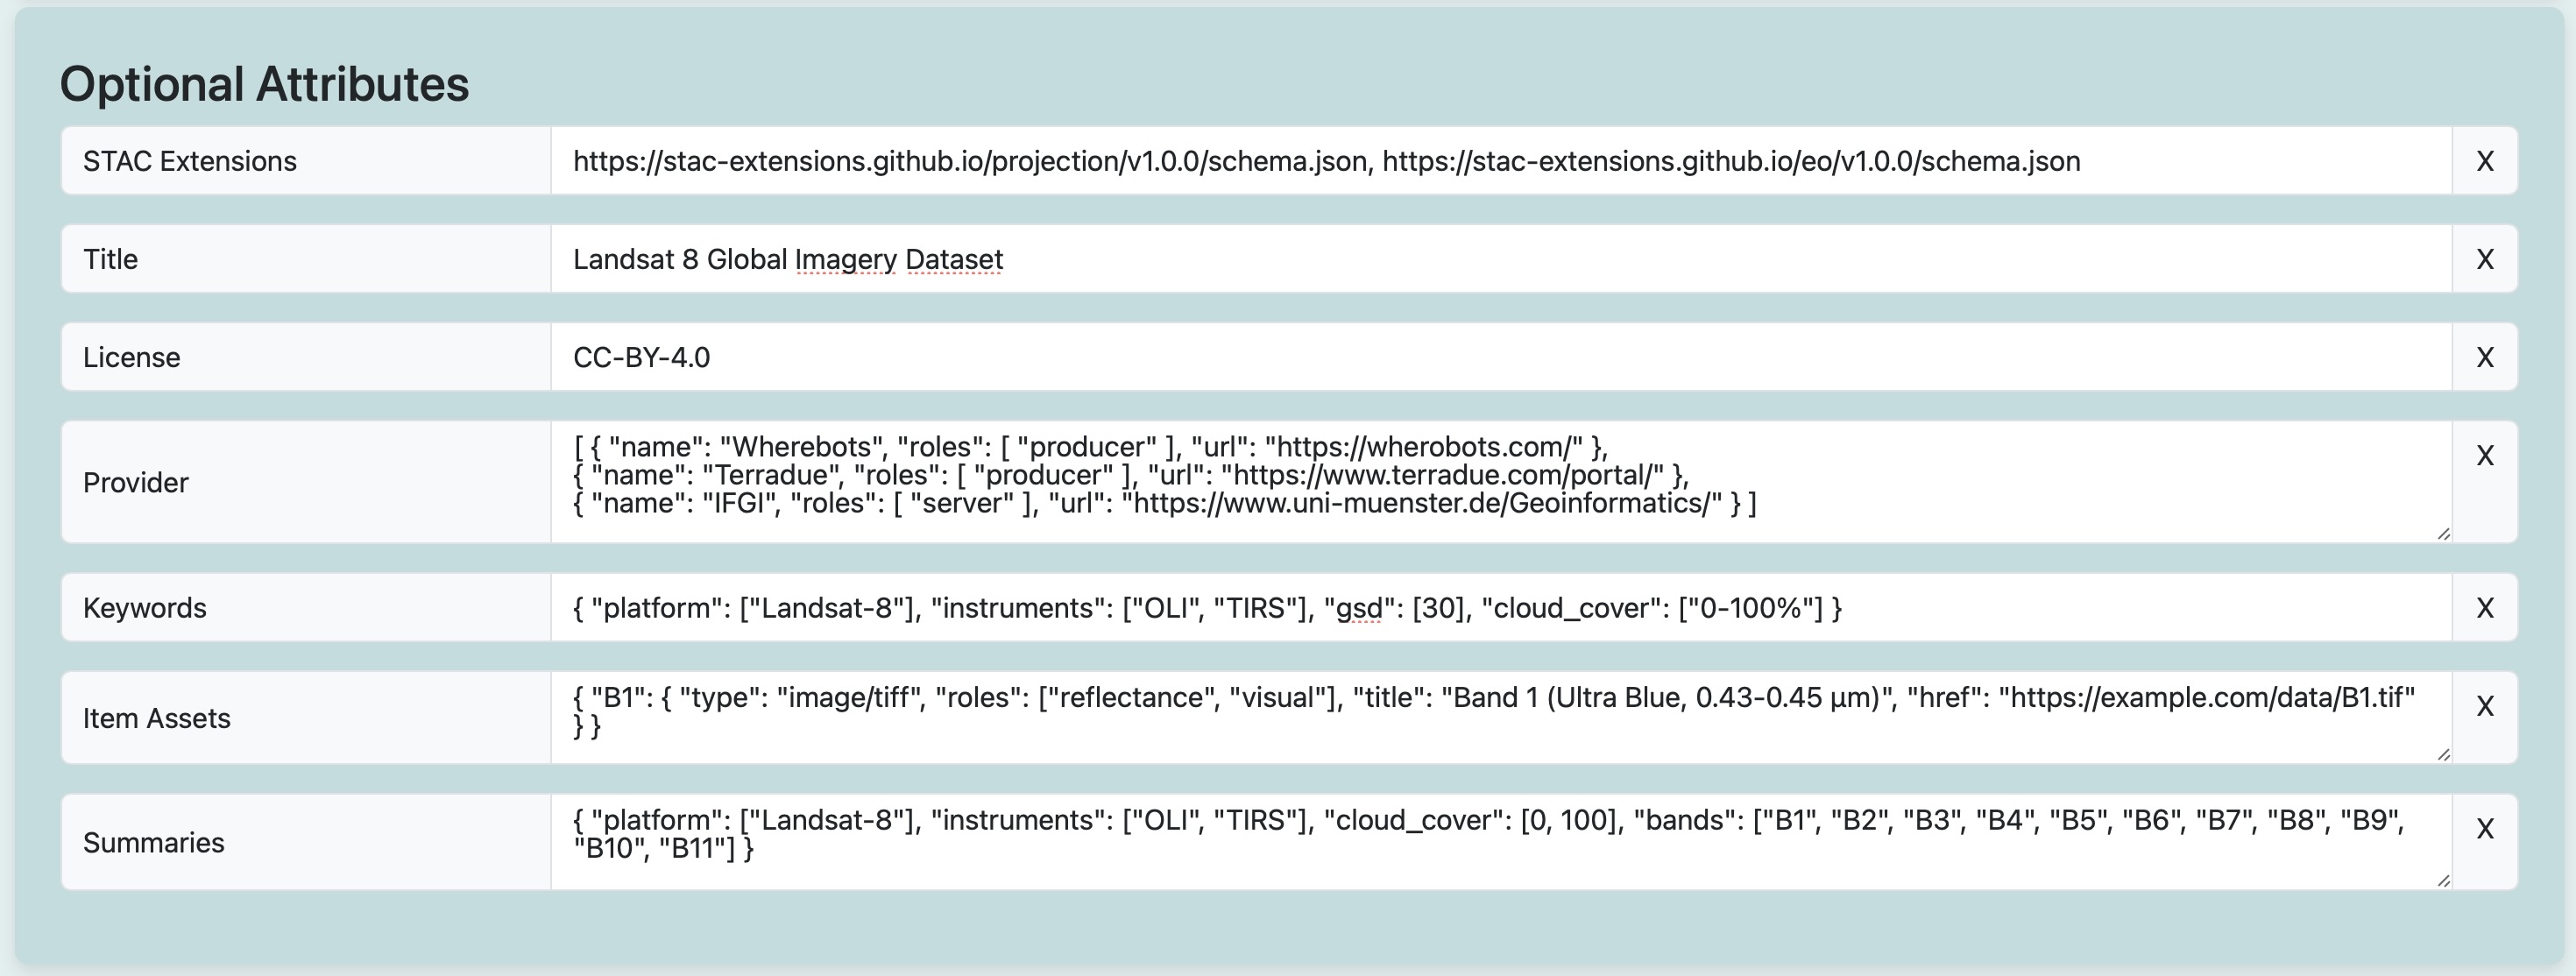 Optional Attributes
STAC Extensions
https://stac-extensions.github.io/projection/v1.0.0/schema.json, https://stac-extensions.github.io/eo/v1.0.0/schema.json
X
Title
Landsat 8 Global Imagery Dataset
X
License
CC-BY-4.0
X
Provider
[ { "name": "Wherebots", "roles": [ "producer" ], "url": "https://wherobots.com/" },
{ "name": "Terradue", "roles": [ "producer" ], "url": "https://www.terradue.com/portal/" },
{ "name": "IFGI", "roles": [ "server" ], "url": "https://www.uni-muenster.de/Geoinformatics/" } ]
X
Keywords
{ "platform": ["Landsat-8"], "instruments": ["OLI", "TIRS"], "gsd": [30], "cloud_cover": ["0-100%"] }
X
Item Assets
{ "B1": { "type": "image/tiff", "roles": ["reflectance", "visual"], "title": "Band 1 (Ultra Blue, 0.43-0.45 μm)", "href": "https://example.com/data/B1.tif"
} }
X
Summaries
{ "platform": ["Landsat-8"], "instruments": ["OLI", "TIRS"], "cloud_cover": [0, 100], "bands": ["B1", "B2", "B3", "B4", "B5", "B6", "B7", "B8", "B9",
"B10", "B11"] }
X